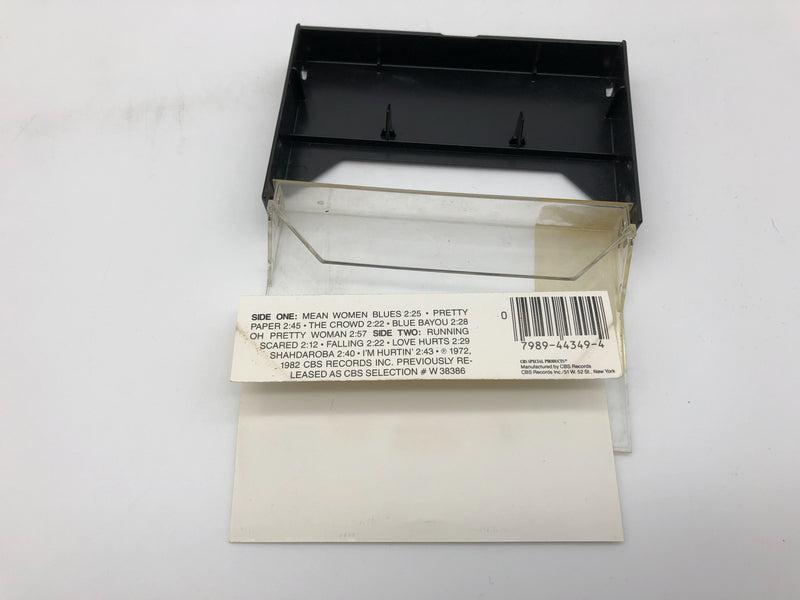 SIDE ONE: MEAN WOMEN BLUES 2:25 • PRETTY
PAPER 2:45 • THE CROWD 2:22 • BLUE BAYOU 2:28
OH PRETTY WOMAN 2:57 SIDE TWO: RUNNING
SCARED 2:12 • FALLING 2:22 • LOVE HURTS 2:29
SHAHDAROBA 2:40 • I'M HURTIN' 2:43 • ℗ 1972,
1982 CBS RECORDS INC. PREVIOUSLY RE-
LEASED AS CBS SELECTION # W 38386
0
7989-44349-4
CBS SPECIAL PRODUCTS™
Manufactured by CBS Records
CBS Records Inc./51 W. 52 St., New York